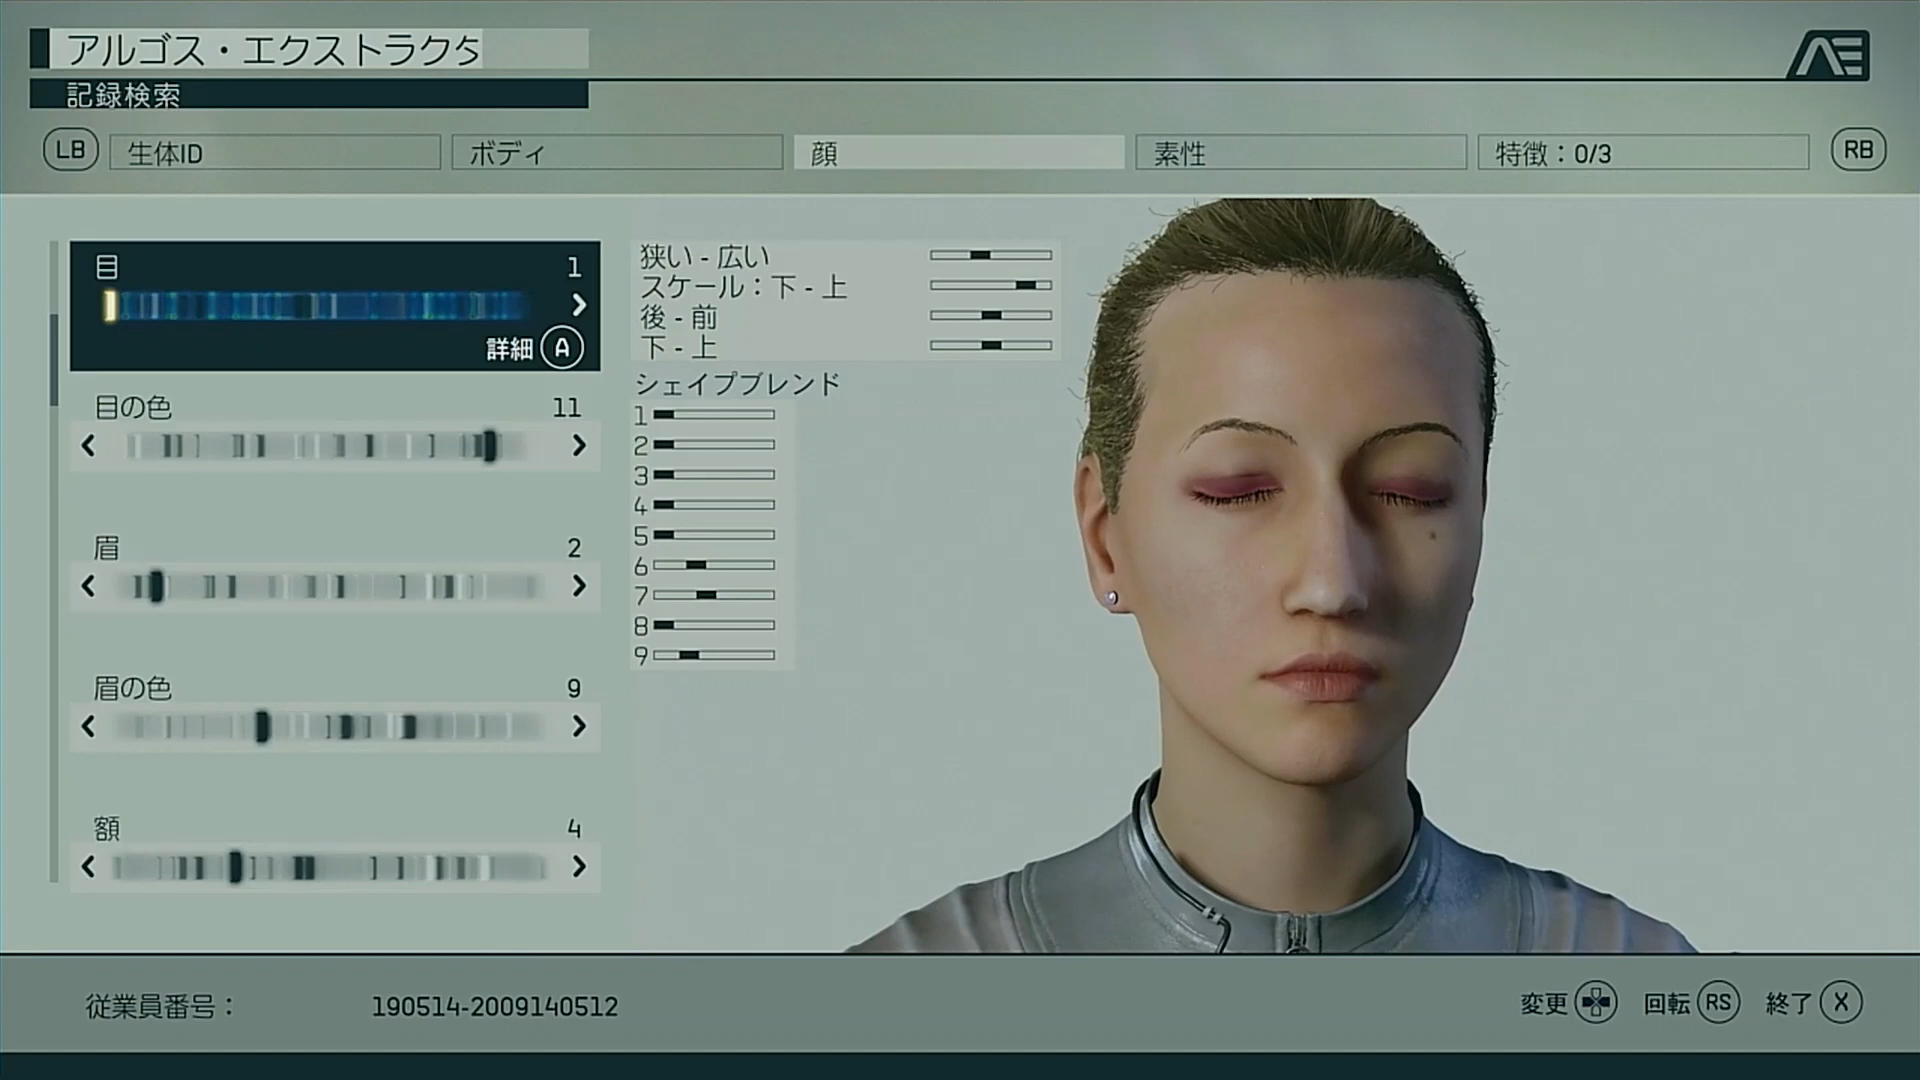 アルゴス・エクストラクタ
記録検索
LB 生体ID ボディ 顔 素性 特徴：0/3 RB
目 1
詳細 A
目の色 11
眉 2
眉の色 9
額 4
狭い - 広い
スケール：下 - 上
後 - 前
下 - 上
シェイプブレンド
1
2
3
4
5
6
7
8
9
従業員番号： 190514-2009140512
変更 回転 RS 終了 X